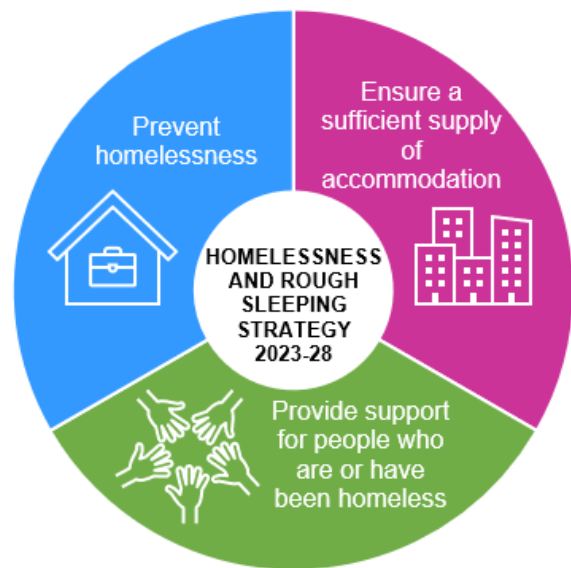 Prevent
homelessness
Ensure a
sufficient supply
of
accommodation
HOMELESSNESS
AND ROUGH
SLEEPING
STRATEGY
2023-28
Provide support
for people who
are or have
been homeless